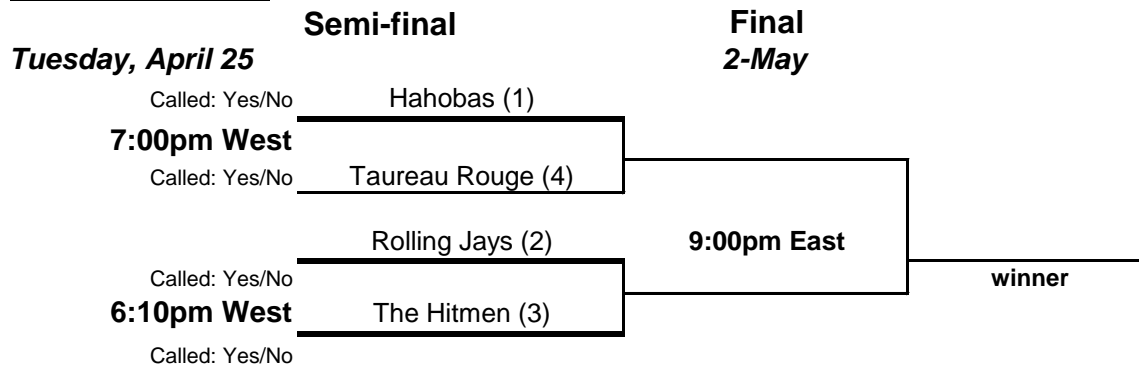 Semi-final Final
Tuesday, April 25 2-May
Called: Yes/No Hahobas (1)
7:00pm West
Called: Yes/No Taureau Rouge (4)
Rolling Jays (2) 9:00pm East
Called: Yes/No winner
6:10pm West The Hitmen (3)
Called: Yes/No